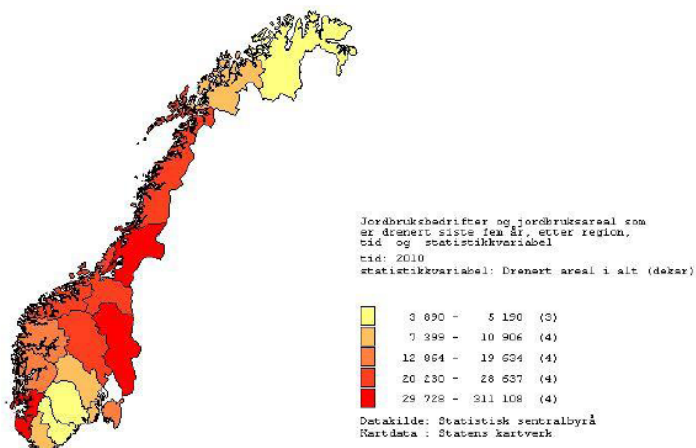 Jordbruksbedrifter og jordbruksareal som
er drenert siste fem år, etter region,
tid og statistikkvariabel
tid: 2010
statistikkvariabel: Drenert areal i alt (dekar)
3 890 - 5 190 (3)
7 399 - 10 906 (4)
12 864 - 19 634 (4)
20 230 - 28 637 (4)
29 728 - 311 108 (4)
Datakilde: Statistisk sentralbyrå
Kartdata : Statens kartverk